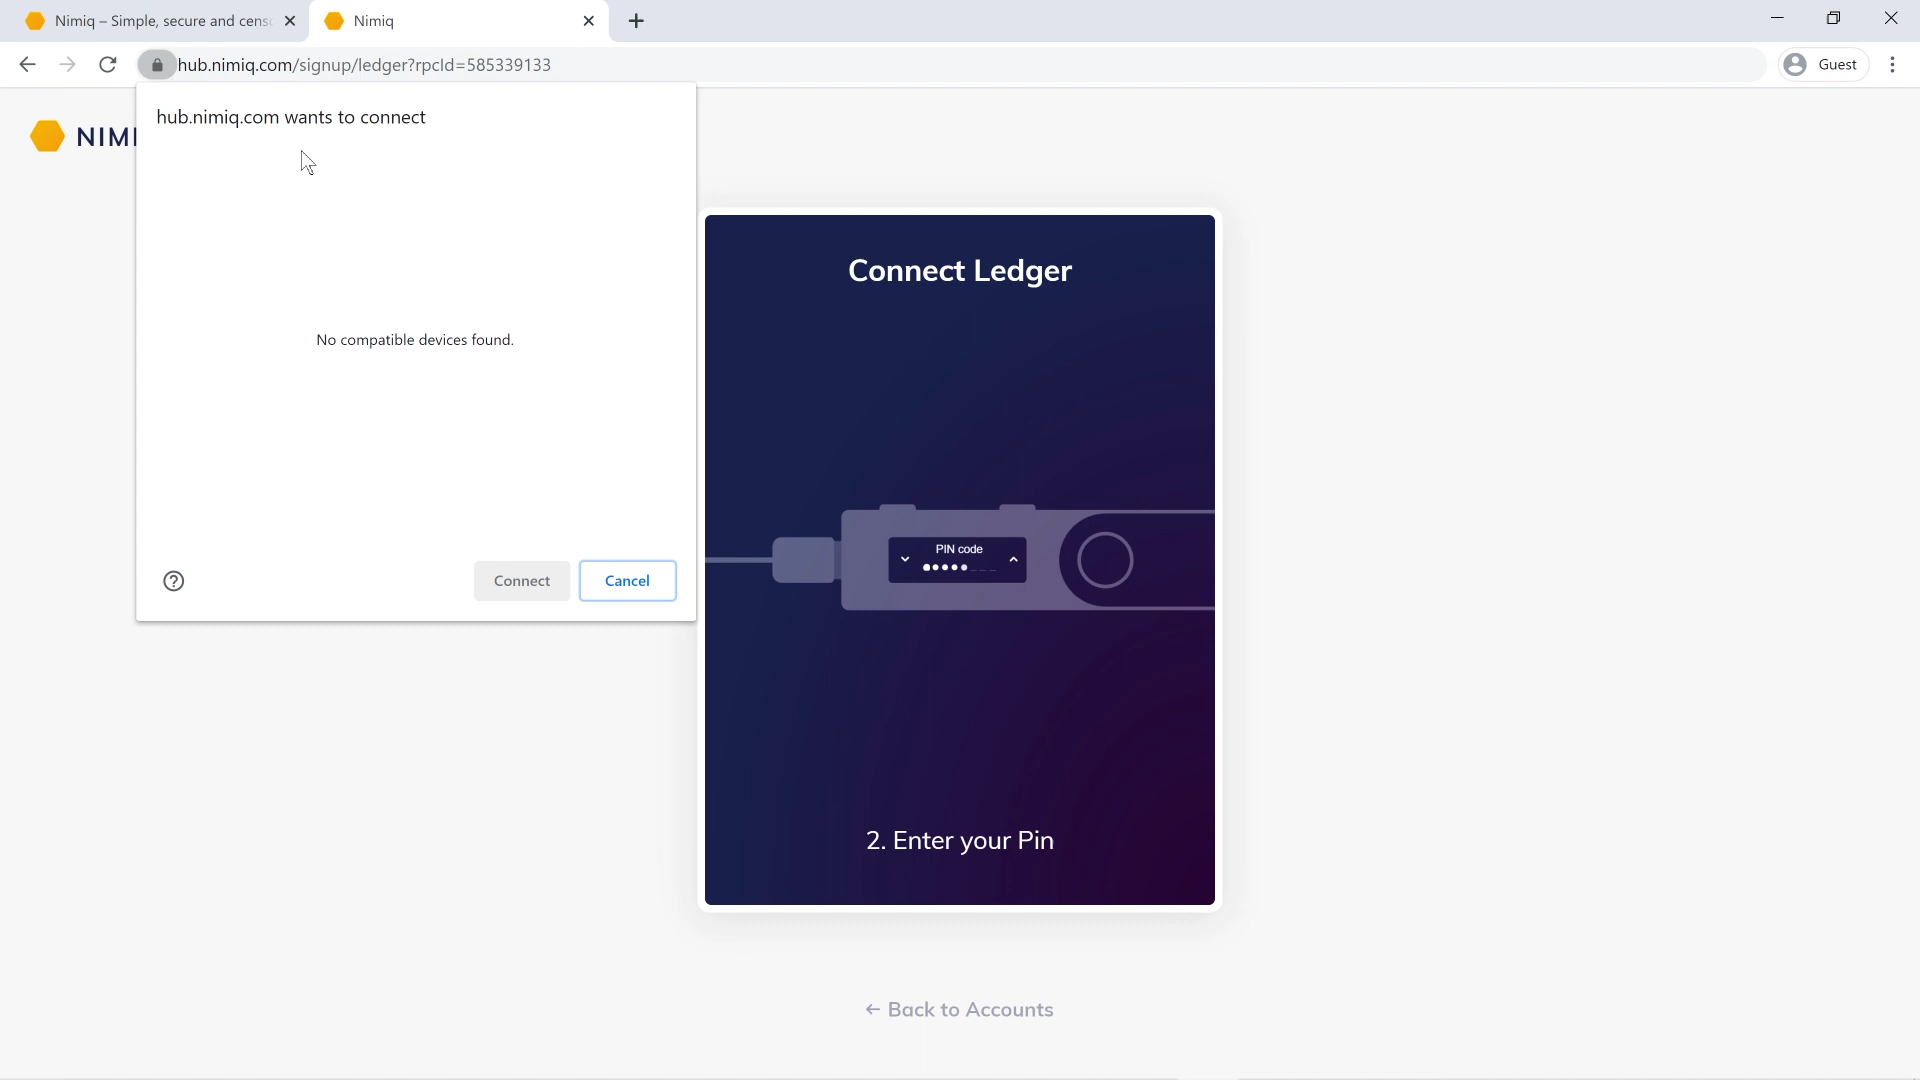 Nimiq – Simple, secure and cens
Nimiq
hub.nimiq.com/signup/ledger?rpcId=585339133
Guest
hub.nimiq.com wants to connect
NIMI
No compatible devices found.
Connect
Cancel
Connect Ledger
PIN code
2. Enter your Pin
← Back to Accounts